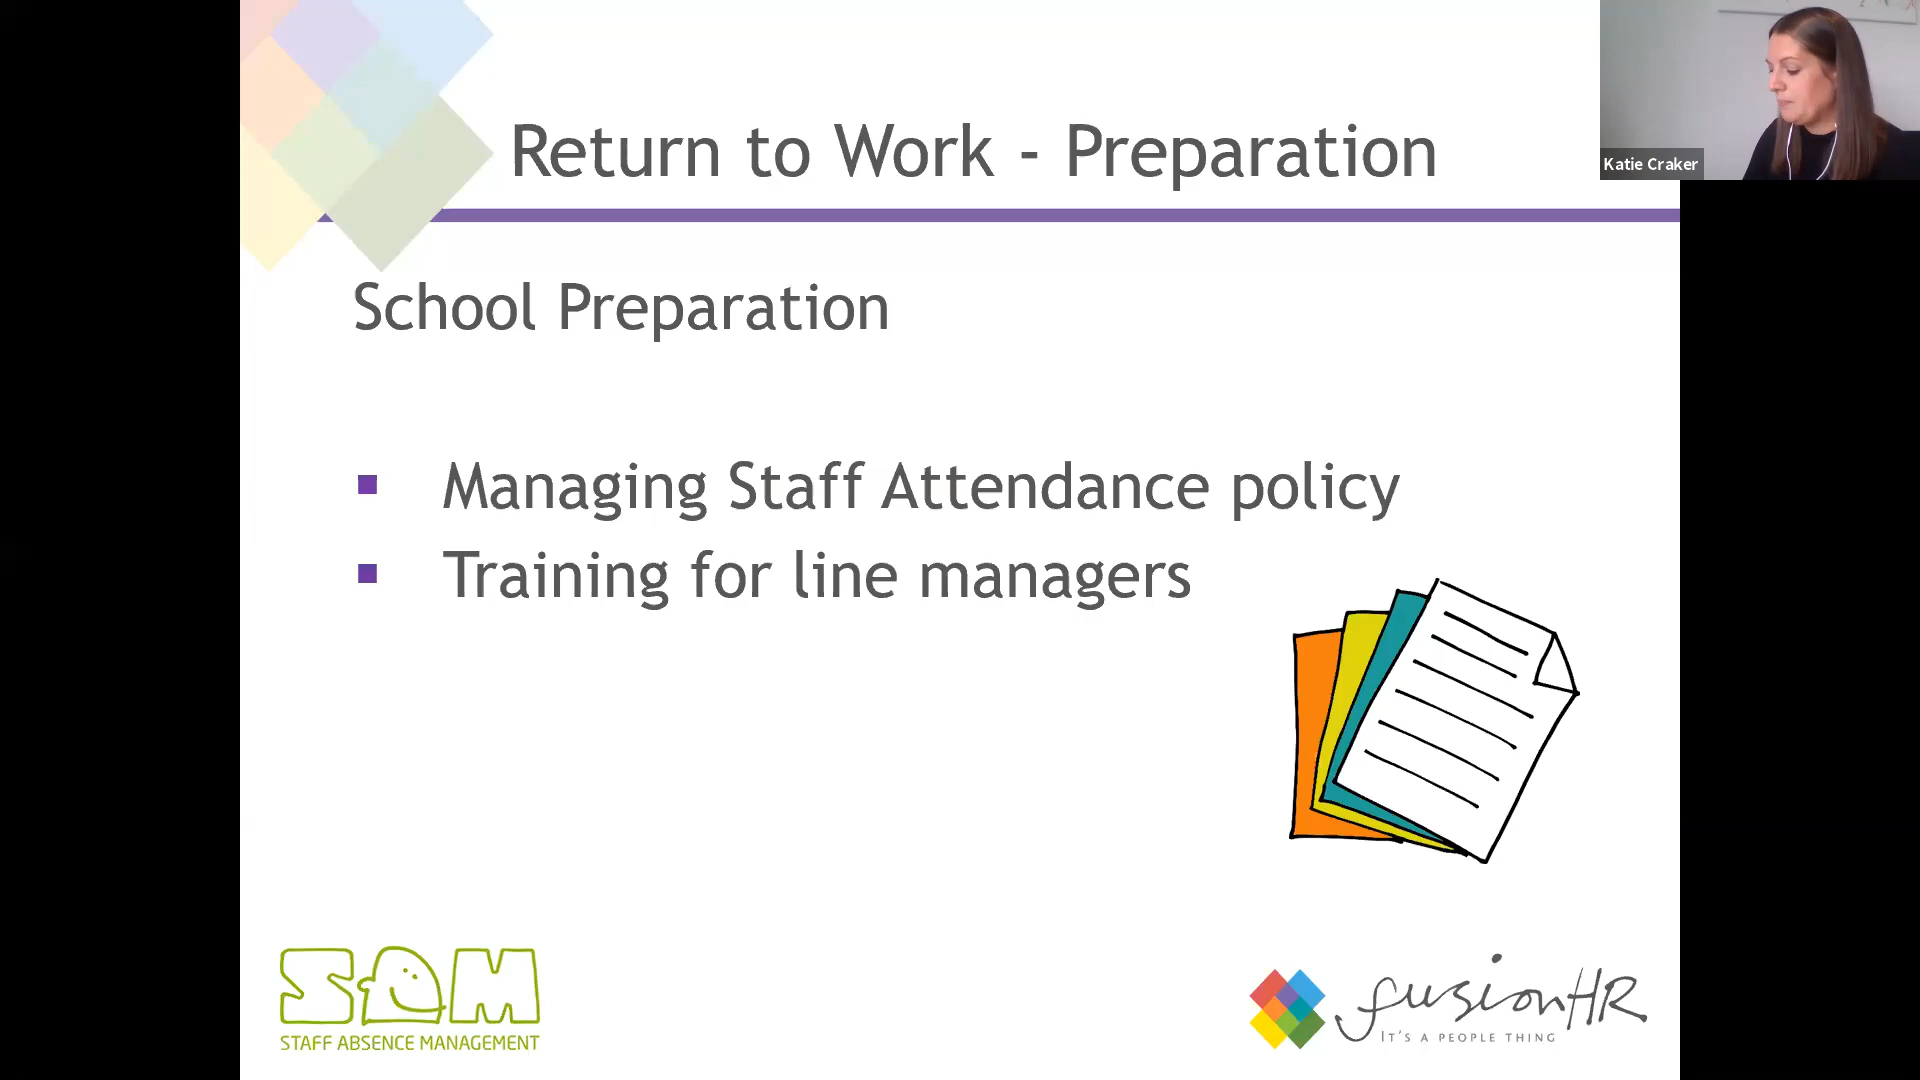 Return to Work - Preparation
Katie Craker
School Preparation
▪ Managing Staff Attendance policy
▪ Training for line managers
SAM
STAFF ABSENCE MANAGEMENT
fusionHR
IT'S A PEOPLE THING